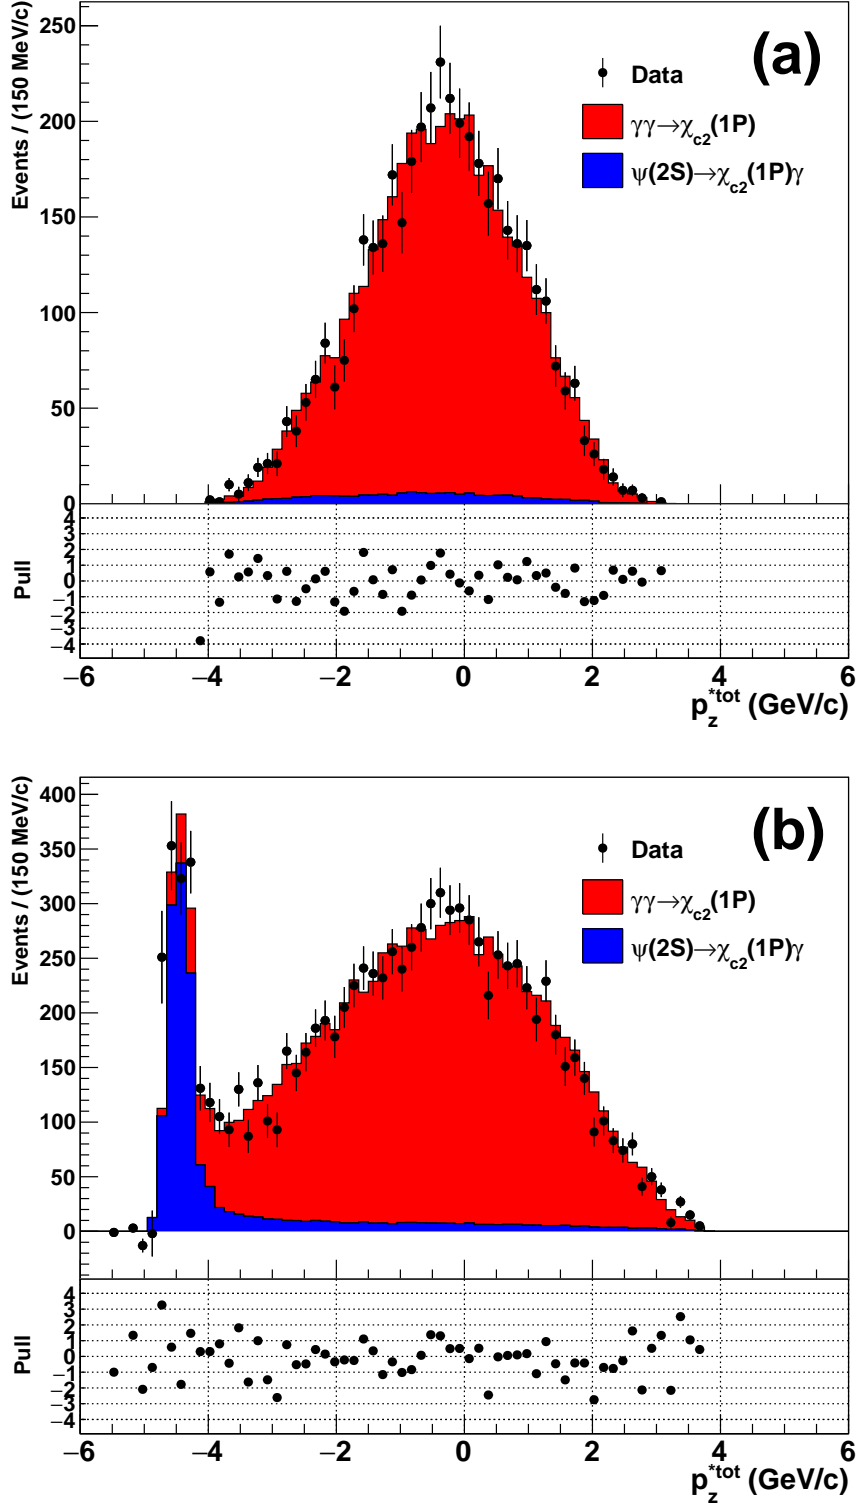 (a)
Events / (150 MeV/c)
250
200
150
100
50
0
Data
γγ→χc2(1P)
ψ(2S)→χc2(1P)γ
Pull
4
3
2
1
0
−1
−2
−3
−4
−6 −4 −2 0 2 4 6
p*tot z (GeV/c)
(b)
Events / (150 MeV/c)
400
350
300
250
200
150
100
50
0
Data
γγ→χc2(1P)
ψ(2S)→χc2(1P)γ
Pull
4
3
2
1
0
−1
−2
−3
−4
−6 −4 −2 0 2 4 6
p*tot z (GeV/c)